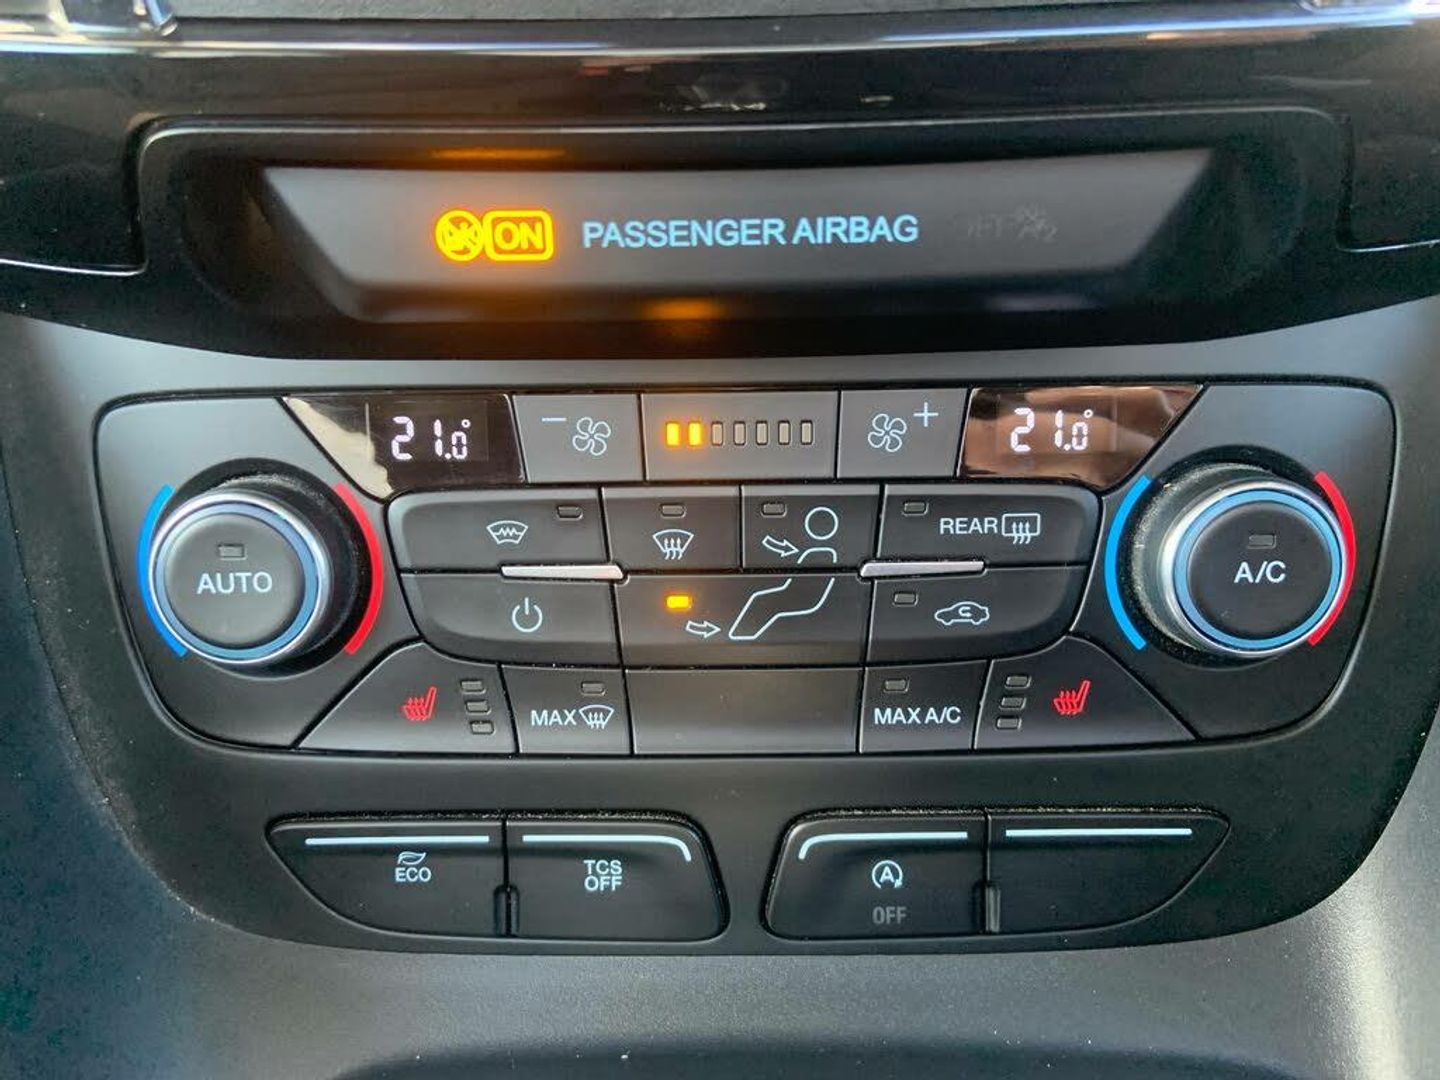 ON PASSENGER AIRBAG
21.0° - + 21.0°
AUTO
REAR
A/C
MAX
MAX A/C
ECO
TCS
OFF
A
OFF